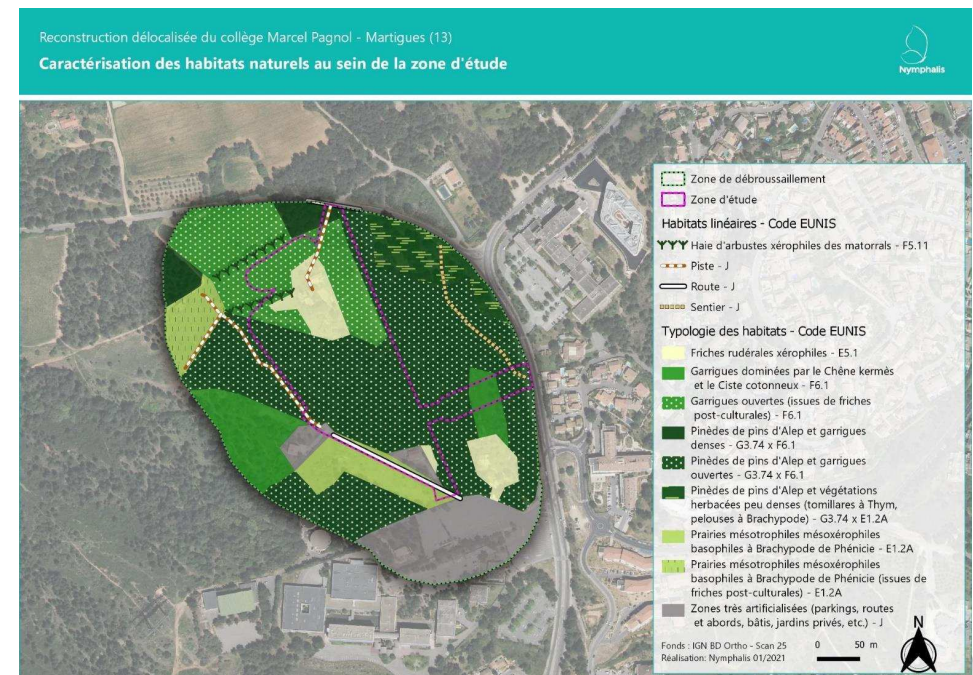 Reconstruction délocalisée du collège Marcel Pagnol - Martigues (13)
Caractérisation des habitats naturels au sein de la zone d'étude
Nymphalis
Zone de débroussaillement
Zone d'étude
Habitats linéaires - Code EUNIS
Haie d'arbustes xérophiles des matorrals - F5.11
Piste - J
Route - J
Sentier - J
Typologie des habitats - Code EUNIS
Friches rudérales xérophiles - E5.1
Garrigues dominées par le Chêne kermès
et le Ciste cotonneux - F6.1
Garrigues ouvertes (issues de friches
post-culturales) - F6.1
Pinèdes de pins d'Alep et garrigues
denses - G3.74 x F6.1
Pinèdes de pins d'Alep et garrigues
ouvertes - G3.74 x F6.1
Pinèdes de pins d'Alep et végétations
herbacées peu denses (tomillares à Thym,
pelouses à Brachypode) - G3.74 x E1.2A
Prairies mésotrophiles mésoxérophiles
basophiles à Brachypode de Phénicie - E1.2A
Prairies mésotrophiles mésoxérophiles
basophiles à Brachypode de Phénicie (issues de
friches post-culturales) - E1.2A
Zones très artificialisées (parkings, routes
et abords, bâtis, jardins privés, etc.) - J
N
Fonds : IGN BD Ortho - Scan 25
0 50 m
Réalisation: Nymphalis 01/2021